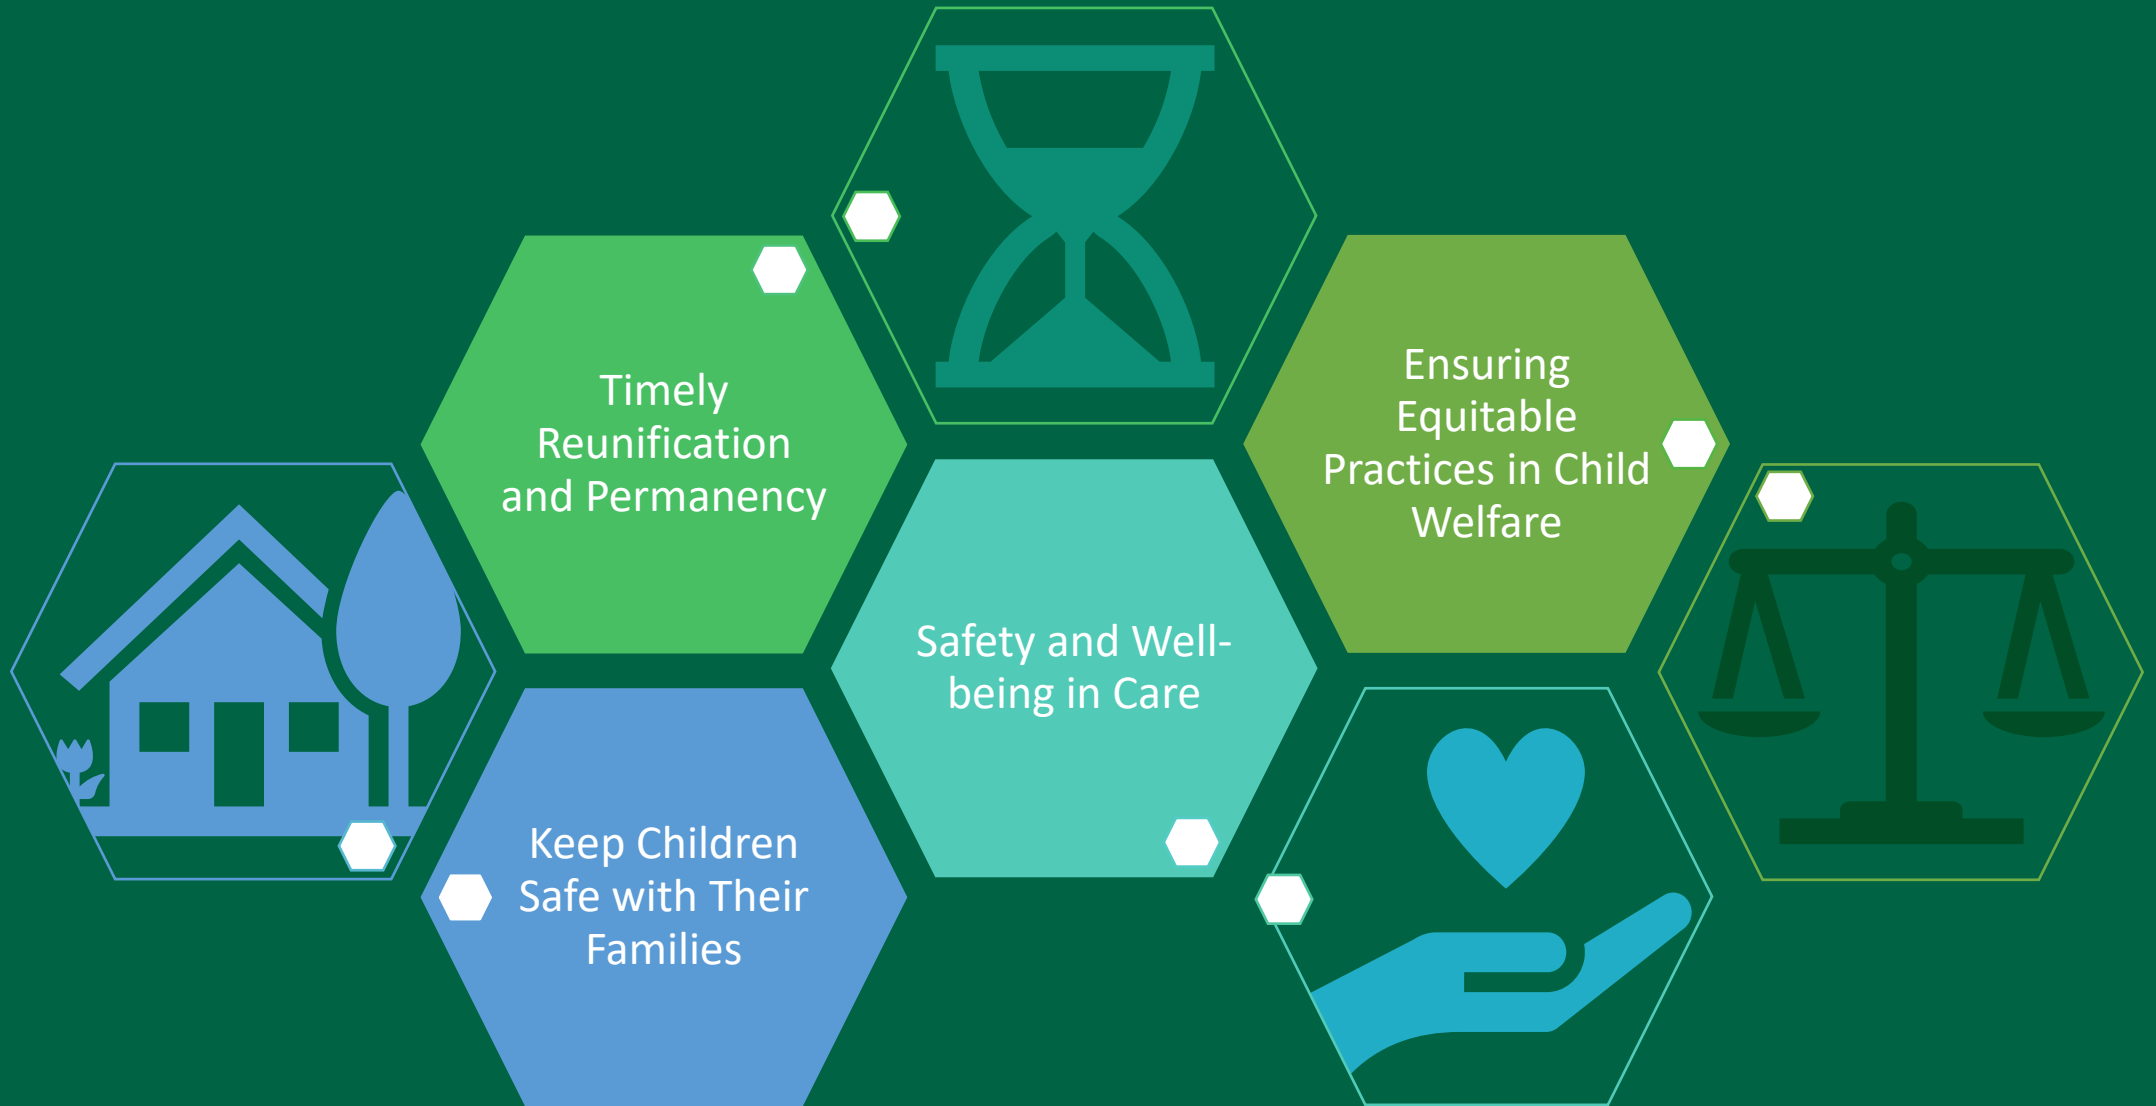 Timely
Reunification
and Permanency
Ensuring
Equitable
Practices in Child
Welfare
Safety and Well-
being in Care
Keep Children
Safe with Their
Families